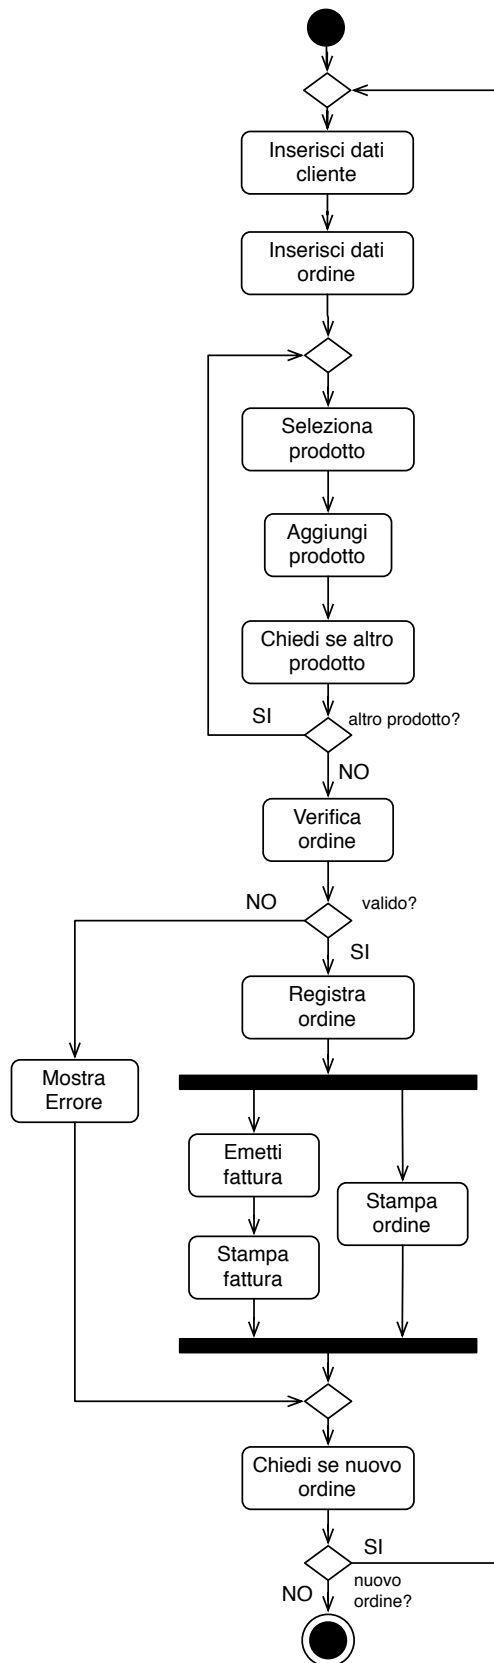 Inserisci dati
cliente
Inserisci dati
ordine
Seleziona
prodotto
Aggiungi
prodotto
Chiedi se altro
prodotto
SI
altro prodotto?
NO
Verifica
ordine
NO
valido?
SI
Registra
ordine
Mostra
Errore
Emetti
fattura
Stampa
ordine
Stampa
fattura
Chiedi se nuovo
ordine
SI
NO
nuovo
ordine?